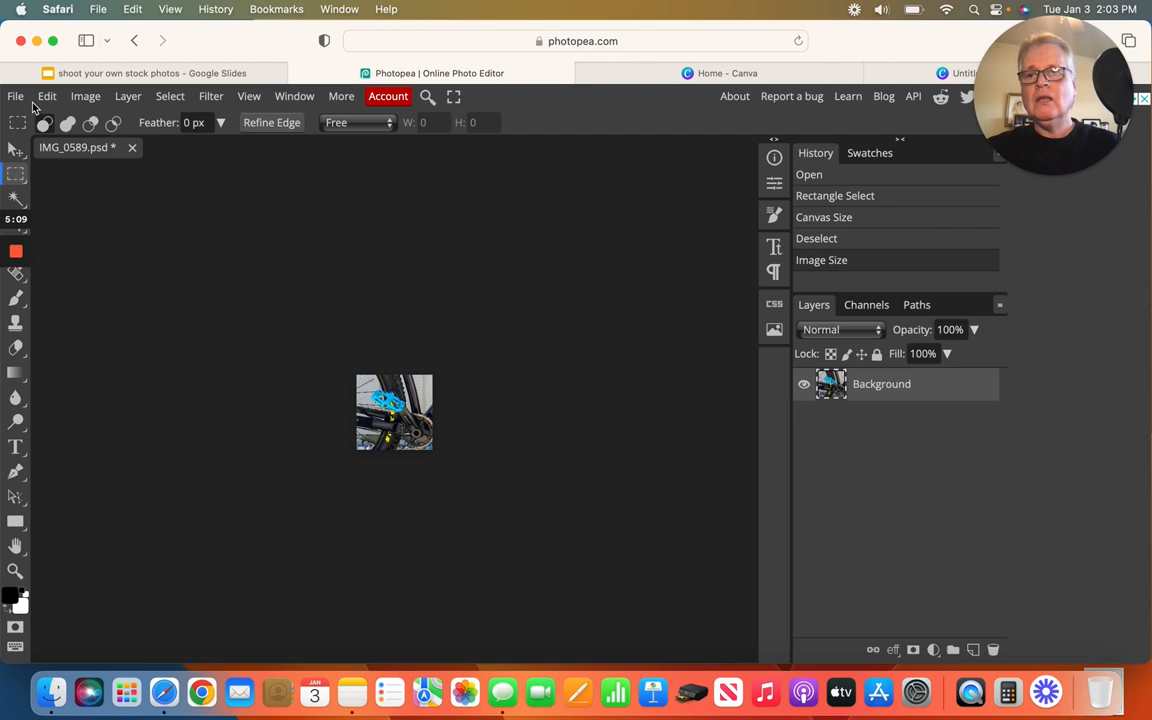 Safari File Edit View History Bookmarks Window Help Tue Jan 3 2:03 PM
photopea.com
shoot your own stock photos - Google Slides Photopea | Online Photo Editor Home - Canva Untitl
File Edit Image Layer Select Filter View Window More Account About Report a bug Learn Blog API
Feather: 0 px Refine Edge Free W: 0 H: 0
IMG_0589.psd *
History Swatches
Open
Rectangle Select
5:09
Canvas Size
Deselect
Image Size
CSS
Layers Channels Paths
Normal Opacity: 100%
Lock: Fill: 100%
Background
eff
JAN
3
tv